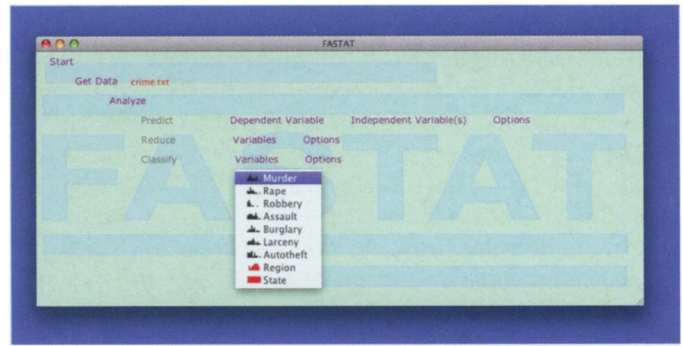 FASTAT
Start
Get Data crime.txt
Analyze
Predict Dependent Variable Independent Variable(s) Options
Reduce Variables Options
Classify Variables Options
Murder
Rape
Robbery
Assault
Burglary
Larceny
Autotheft
Region
State
FASTAT